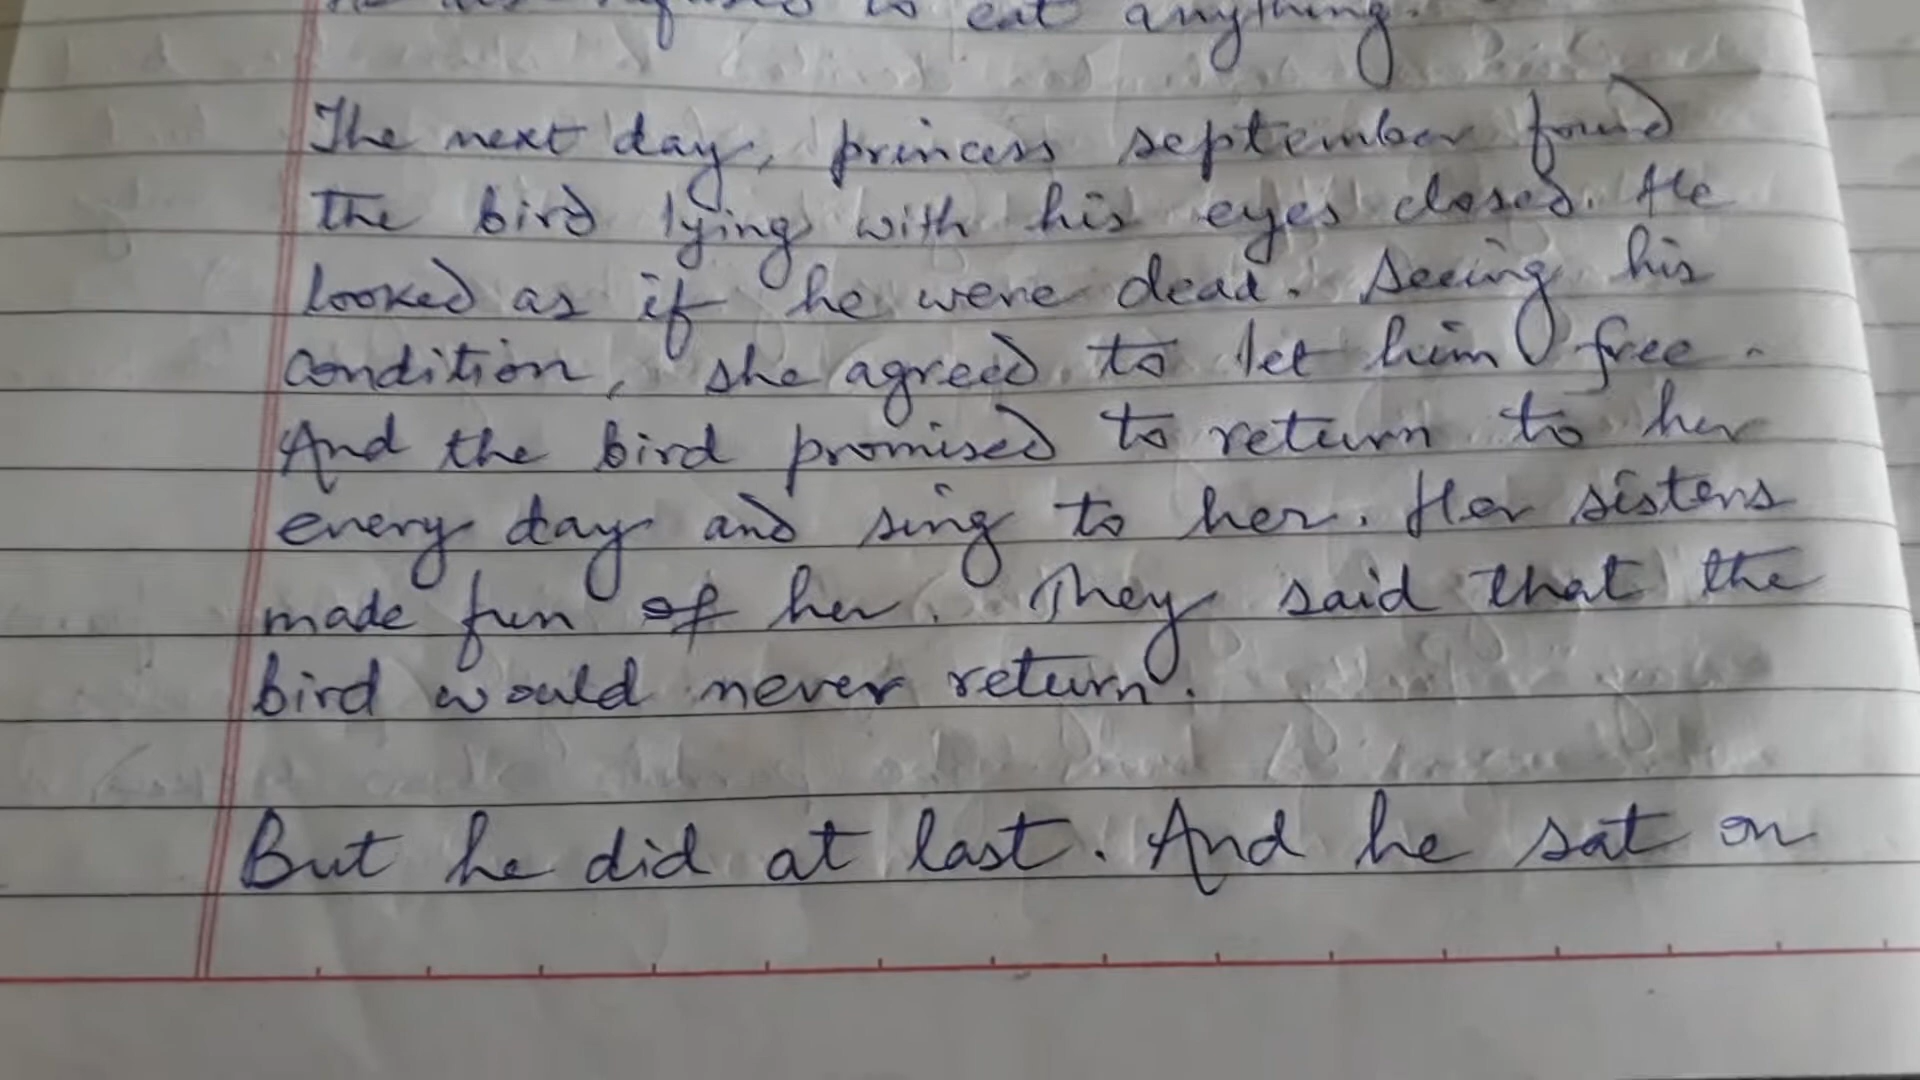 to eat anything.
The next day, princess september found
the bird lying with his eyes closed. He
looked as if he were dead. Seeing his
condition, she agreed to let him free.
And the bird promised to return to her
every day and sing to her. Her sisters
made fun of her. They said that the
bird would never return.
But he did at last. And he sat on